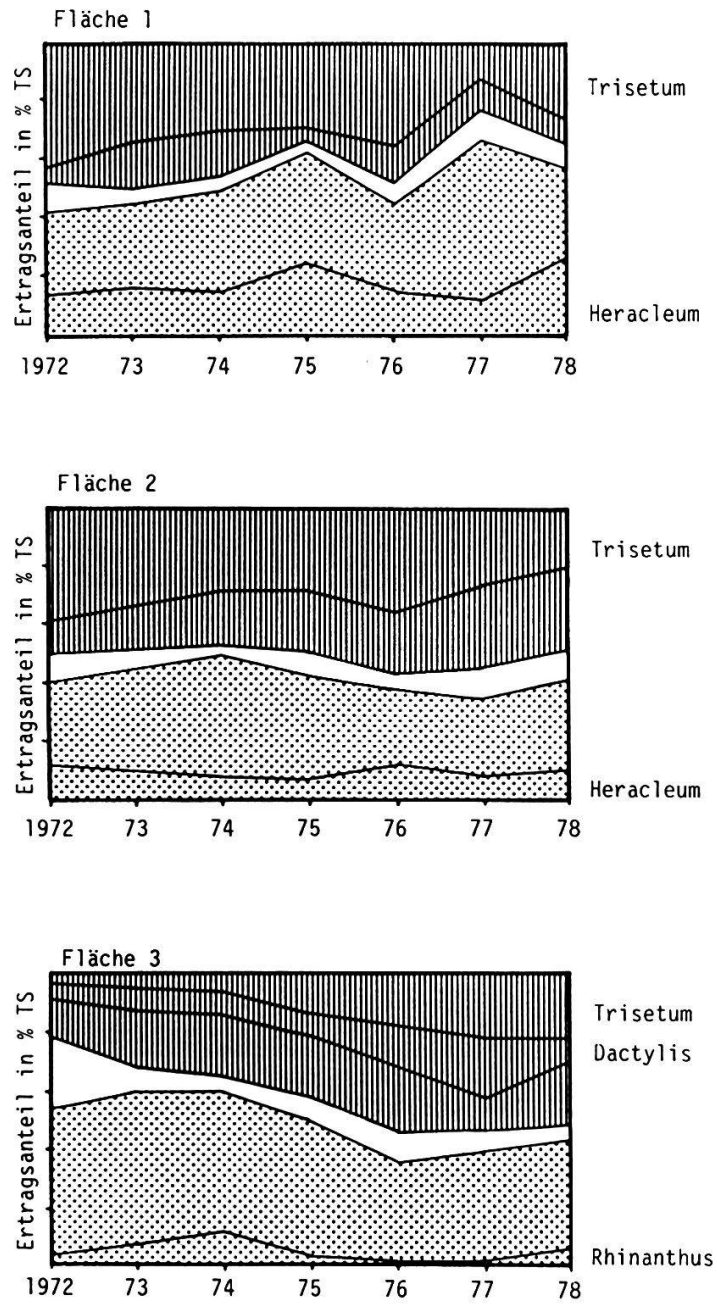 Fläche 1
Ertragsanteil in % TS
Trisetum
Heracleum
1972 73 74 75 76 77 78
Fläche 2
Ertragsanteil in % TS
Trisetum
Heracleum
1972 73 74 75 76 77 78
Fläche 3
Ertragsanteil in % TS
Trisetum
Dactylis
Rhinanthus
1972 73 74 75 76 77 78